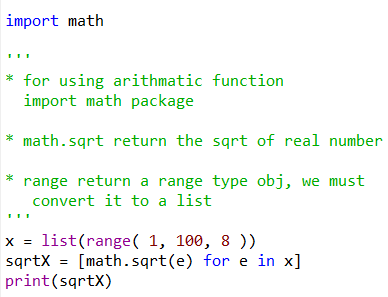 import math
'''
* for using arithmatic function
import math package
* math.sqrt return the sqrt of real number
* range return a range type obj, we must
convert it to a list
'''
x = list(range( 1, 100, 8 ))
sqrtX = [math.sqrt(e) for e in x]
print(sqrtX)